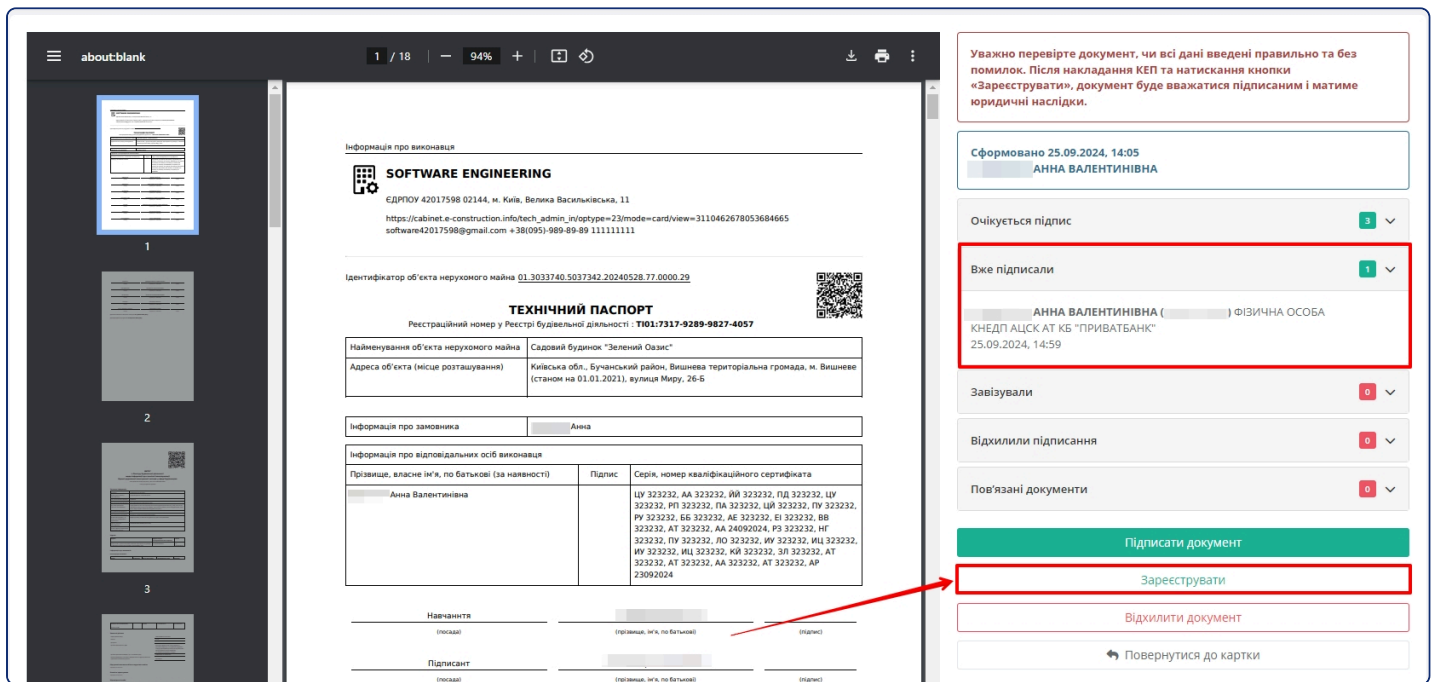 about:blank
1 / 18
94%
1
2
3
Інформація про виконавця
SOFTWARE ENGINEERING
ЄДРПОУ 42017598 02144, м. Київ, Велика Васильківська, 11
https://cabinet.e-construction.info/tech_admin_in/optype=23/mode=card/view=3110462678053684665
software42017598@gmail.com +38(095)-989-89-89 111111111
Ідентифікатор об'єкта нерухомого майна 01.3033740.5037342.20240528.77.0000.29
ТЕХНІЧНИЙ ПАСПОРТ
Реєстраційний номер у Реєстрі будівельної діяльності : TI01:7317-9289-9827-4057
Найменування об'єкта нерухомого майна
Садовий будинок "Зелений Оазис"
Адреса об'єкта (місце розташування)
Київська обл., Бучанський район, Вишнева територіальна громада, м. Вишневе
(станом на 01.01.2021), вулиця Миру, 26-Б
Інформація про замовника
Анна
Інформація про відповідальних осіб виконавця
Прізвище, власне ім'я, по батькові (за наявності)
Підпис
Серія, номер кваліфікаційного сертифіката
Анна Валентинівна
ЦУ 323232, АА 323232, ЙЙ 323232, ПД 323232, ЦУ
323232, РП 323232, ПА 323232, ЦЙ 323232, ПУ 323232,
РУ 323232, ББ 323232, АЕ 323232, ЕІ 323232, ВВ
323232, АТ 323232, АА 24092024, РЗ 323232, НГ
323232, ПУ 323232, ЛО 323232, ИУ 323232, ИЦ 323232,
ИУ 323232, ИЦ 323232, КЙ 323232, ЗЛ 323232, АТ
323232, АТ 323232, АА 323232, АТ 323232, АР
23092024
Навчанння
(посада)
(прізвище, ім'я, по батькові)
(підпис)
Підписант
(посада)
(прізвище, ім'я, по батькові)
(підпис)
Уважно перевірте документ, чи всі дані введені правильно та без
помилок. Після накладання КЕП та натискання кнопки
«Зареєструвати», документ буде вважатися підписаним і матиме
юридичні наслідки.
Сформовано 25.09.2024, 14:05
АННА ВАЛЕНТИНІВНА
Очікується підпис 3
Вже підписали 1
АННА ВАЛЕНТИНІВНА ( ) ФІЗИЧНА ОСОБА
КНЕДП АЦСК АТ КБ "ПРИВАТБАНК"
25.09.2024, 14:59
Завізували 0
Відхилили підписання 0
Пов'язані документи 0
Підписати документ
Зареєструвати
Відхилити документ
Повернутися до картки